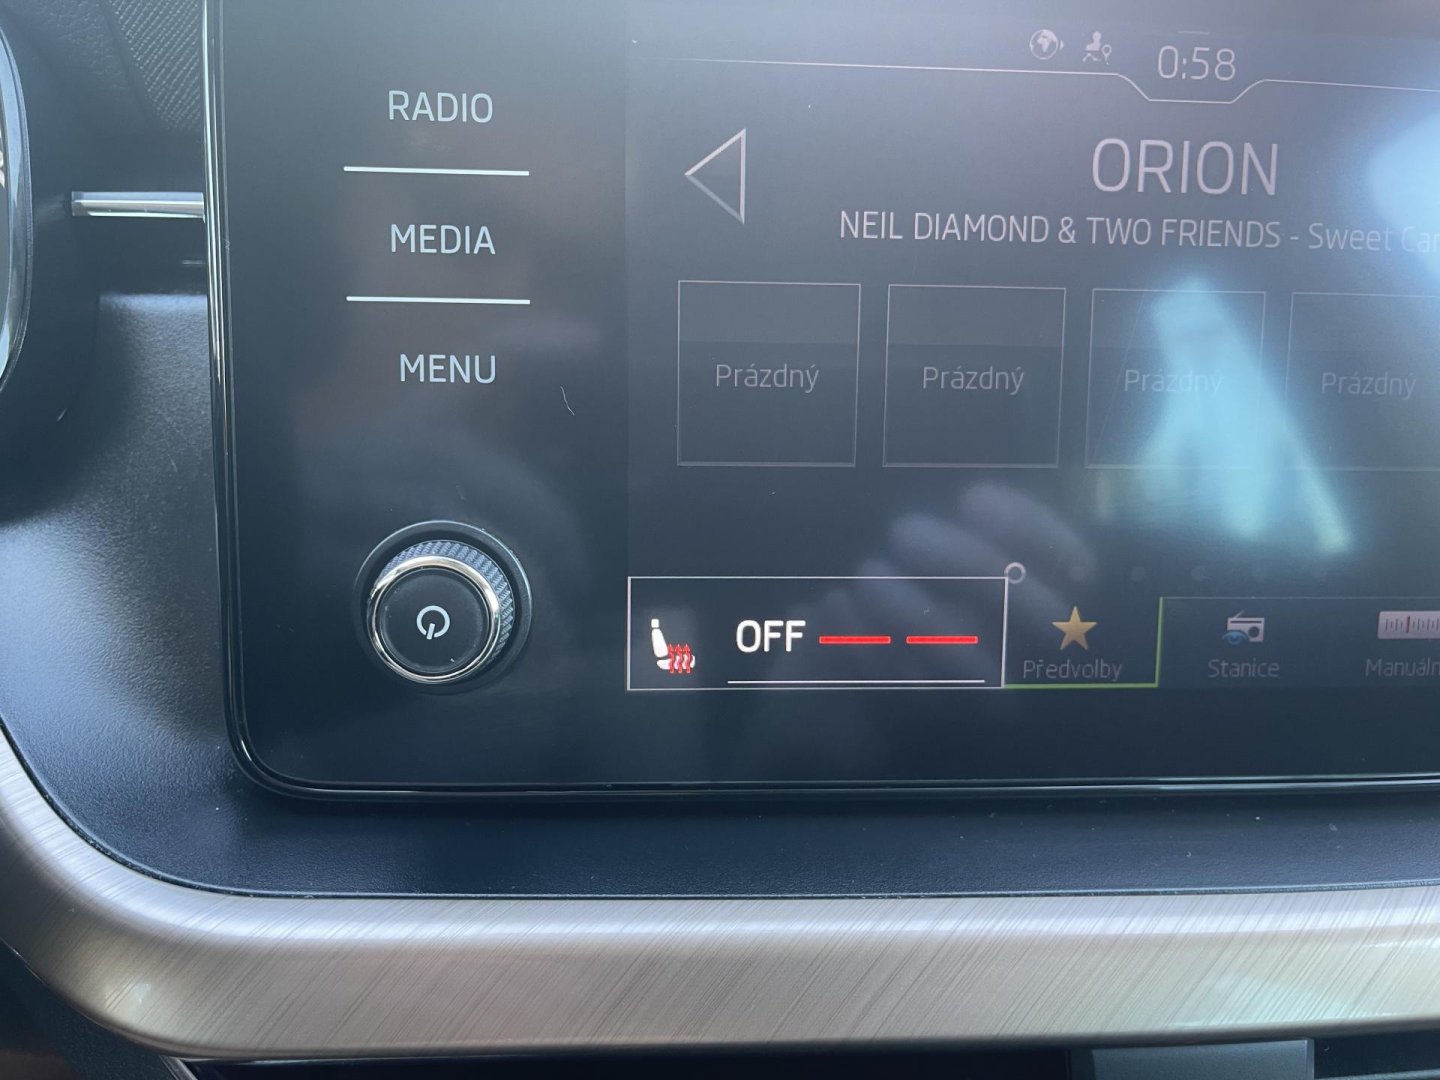 RADIO
MEDIA
MENU
0:58
ORION
NEIL DIAMOND & TWO FRIENDS - Sweet
Prázdný Prázdný Prázdný Prázdný
OFF
Předvolby Stanice